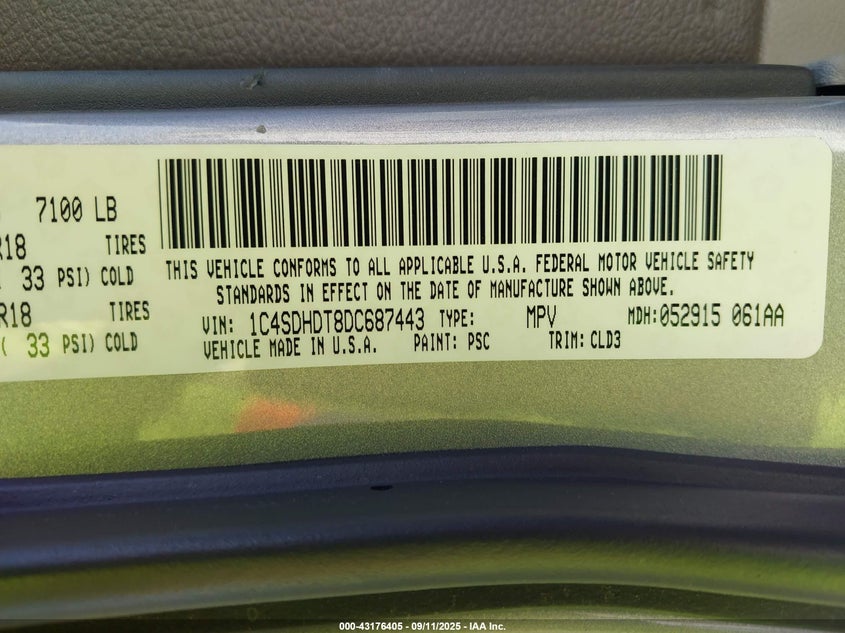 7100 LB
R18 TIRES
33 PSI) COLD
R18 TIRES
( 33 PSI) COLD
THIS VEHICLE CONFORMS TO ALL APPLICABLE U.S.A. FEDERAL MOTOR VEHICLE SAFETY
STANDARDS IN EFFECT ON THE DATE OF MANUFACTURE SHOWN ABOVE.
VIN: 1C4SDHDT8DC687443 TYPE: MPV MDH:052915 061AA
VEHICLE MADE IN U.S.A. PAINT: PSC TRIM: CLD3
000-43176405 - 09/11/2025 - IAA Inc.